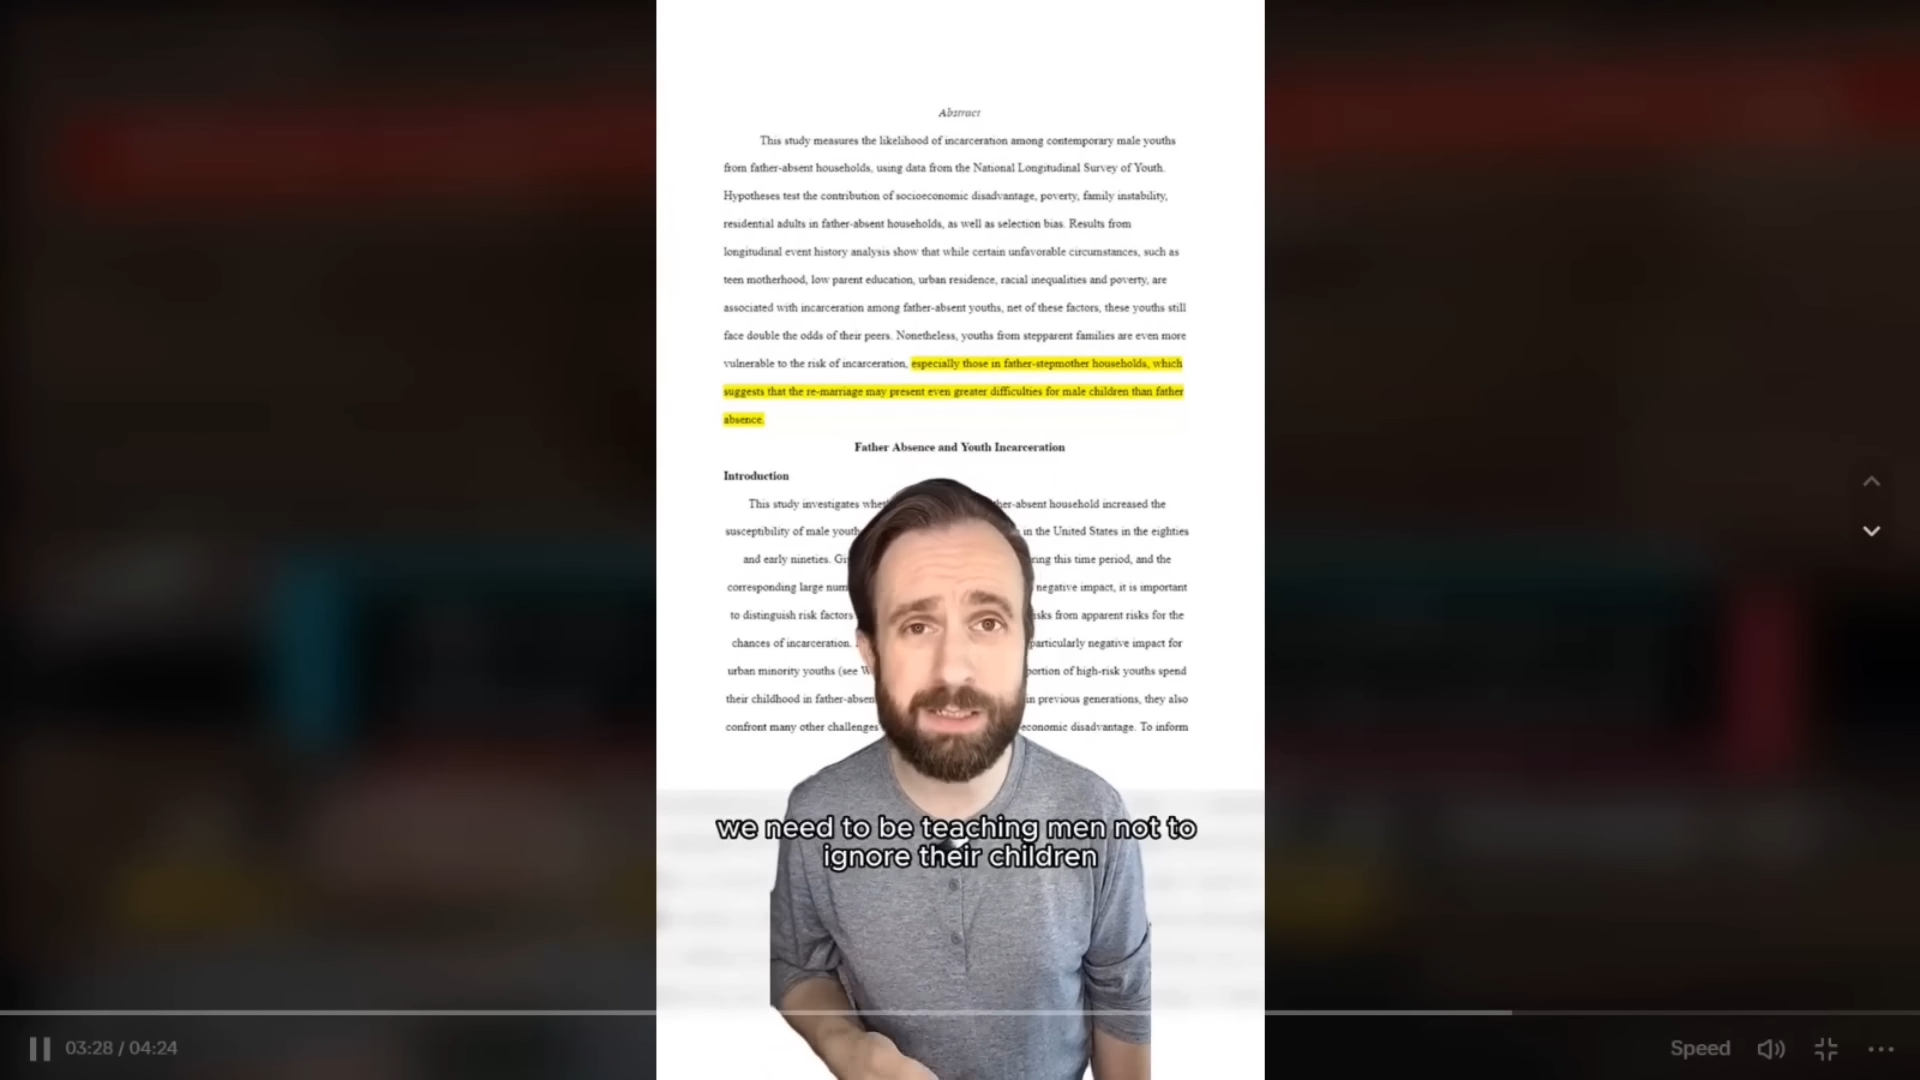 Abstract
This study measures the likelihood of incarceration among contemporary male youths
from father-absent households, using data from the National Longitudinal Survey of Youth.
Hypotheses test the contribution of socioeconomic disadvantage, poverty, family instability,
residential adults in father-absent households, as well as selection bias. Results from
longitudinal event history analysis show that while certain unfavorable circumstances, such as
teen motherhood, low parent education, urban residence, racial inequalities and poverty, are
associated with incarceration among father-absent youths, net of these factors, these youths still
face double the odds of their peers. Nonetheless, youths from stepparent families are even more
vulnerable to the risk of incarceration, especially those in father-stepmother households, which
suggests that the re-marriage may present even greater difficulties for male children than father
absence.
Father Absence and Youth Incarceration
Introduction
This study investigates ther-absent household increased the
susceptibility of male youth in the United States in the eighties
and early nineties. ring this time period, and the
corresponding large num negative impact, it is important
to distinguish risk factors isks from apparent risks for the
chances of incarceration. particularly negative impact for
urban minority youths (see portion of high-risk youths spend
their childhood in father-absen in previous generations, they also
confront many other challenges economic disadvantage. To inform
we need to be teaching men not to
ignore their children
03:28 / 04:24
Speed